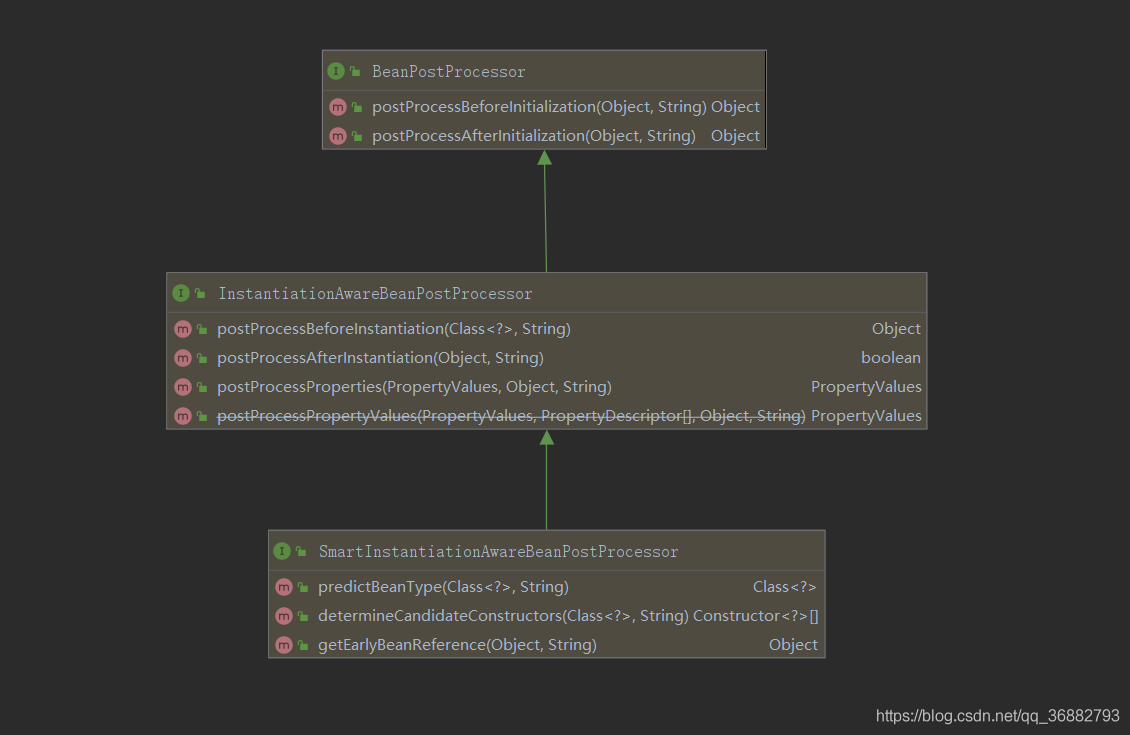 BeanPostProcessor
postProcessBeforeInitialization(Object, String) Object
postProcessAfterInitialization(Object, String) Object
InstantiationAwareBeanPostProcessor
postProcessBeforeInstantiation(Class<?>, String) Object
postProcessAfterInstantiation(Object, String) boolean
postProcessProperties(PropertyValues, Object, String) PropertyValues
postProcessPropertyValues(PropertyValues, PropertyDescriptor[], Object, String) PropertyValues
SmartInstantiationAwareBeanPostProcessor
predictBeanType(Class<?>, String) Class<?>
determineCandidateConstructors(Class<?>, String) Constructor<?>[]
getEarlyBeanReference(Object, String) Object
https://blog.csdn.net/qq_36882793